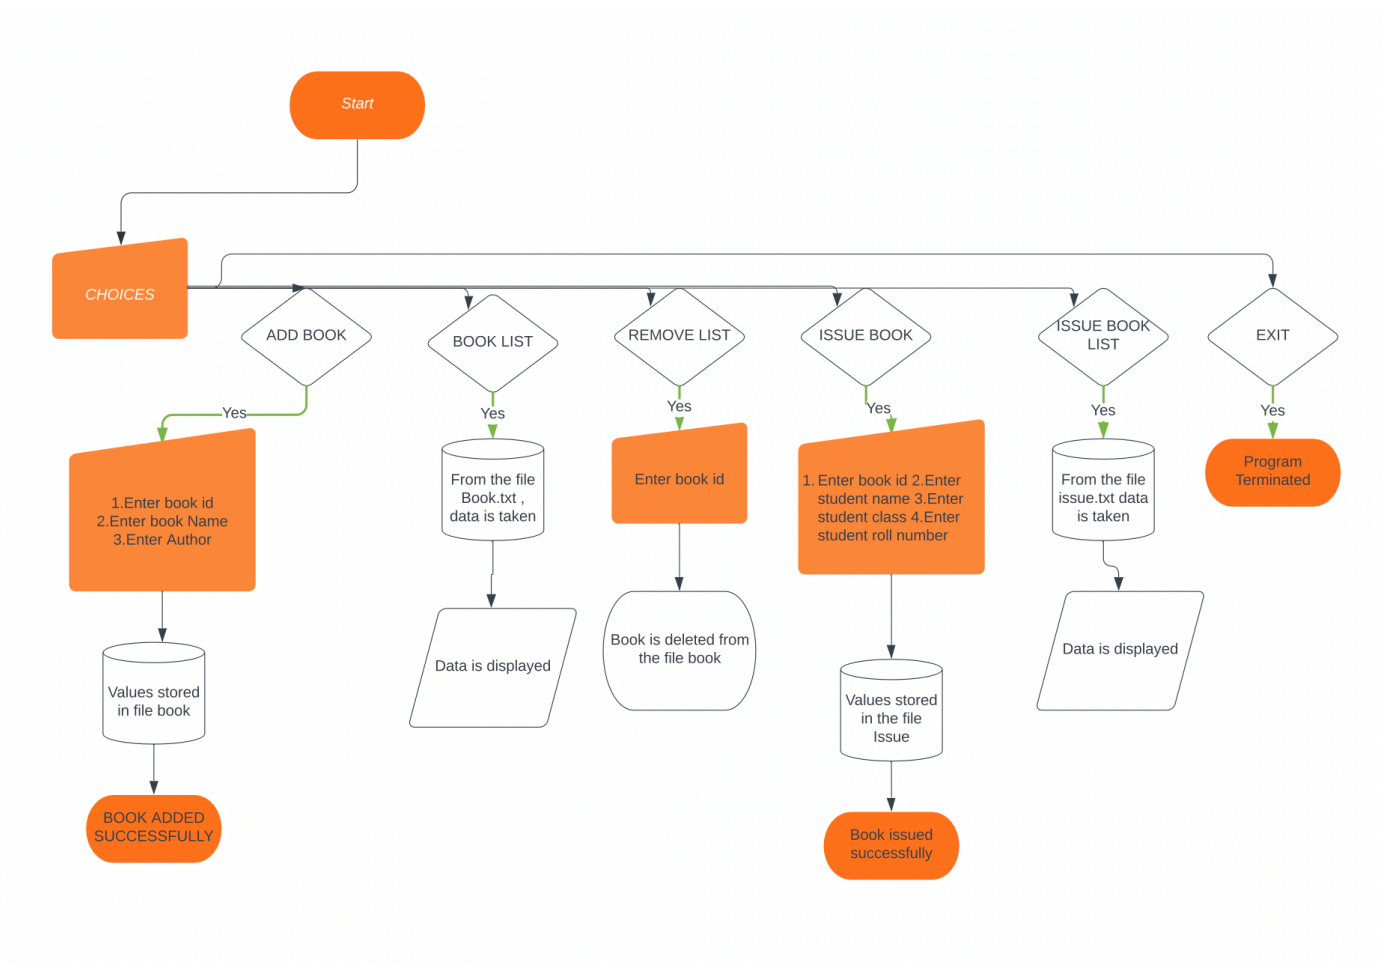 Start
CHOICES
ADD BOOK
BOOK LIST
REMOVE LIST
ISSUE BOOK
ISSUE BOOK
LIST
EXIT
Yes
Yes
Yes
Yes
Yes
Yes
1.Enter book id
2.Enter book Name
3.Enter Author
From the file
Book.txt ,
data is taken
Enter book id
1. Enter book id 2.Enter
student name 3.Enter
student class 4.Enter
student roll number
From the file
issue.txt data
is taken
Program
Terminated
Values stored
in file book
Data is displayed
Book is deleted from
the file book
Values stored
in the file
Issue
Data is displayed
BOOK ADDED
SUCCESSFULLY
Book issued
successfully